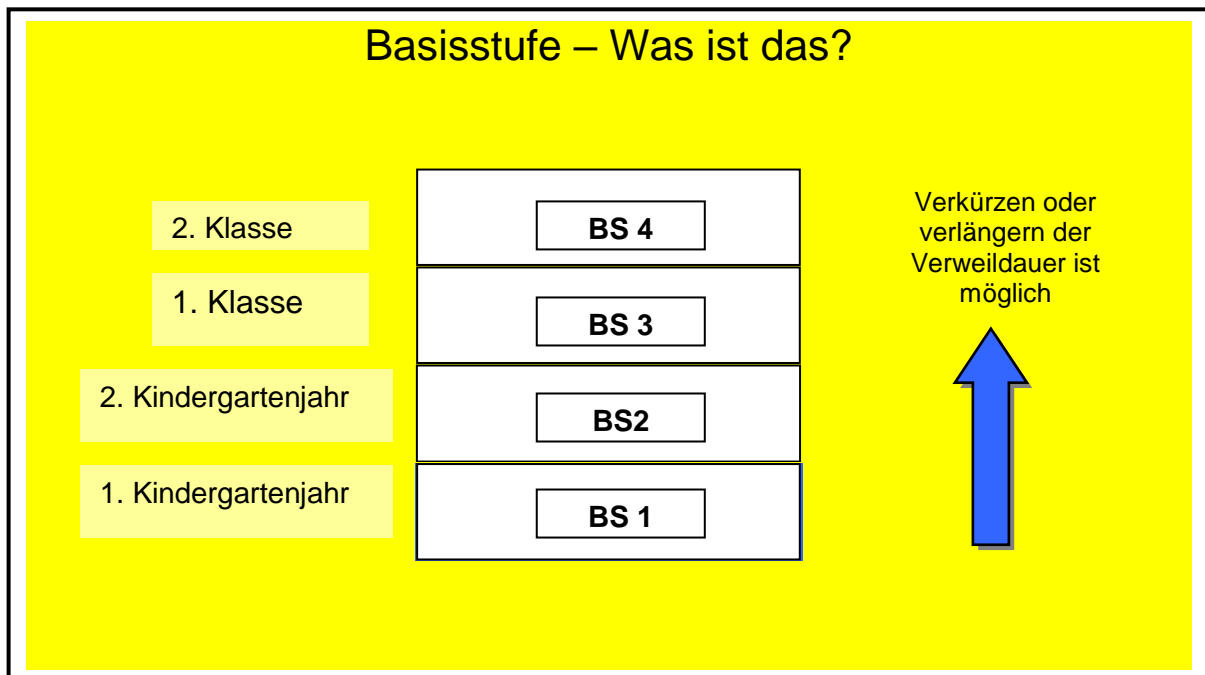 Basisstufe – Was ist das?
2. Klasse
BS 4
1. Klasse
BS 3
2. Kindergartenjahr
BS2
1. Kindergartenjahr
BS 1
Verkürzen oder
verlängern der
Verweildauer ist
möglich